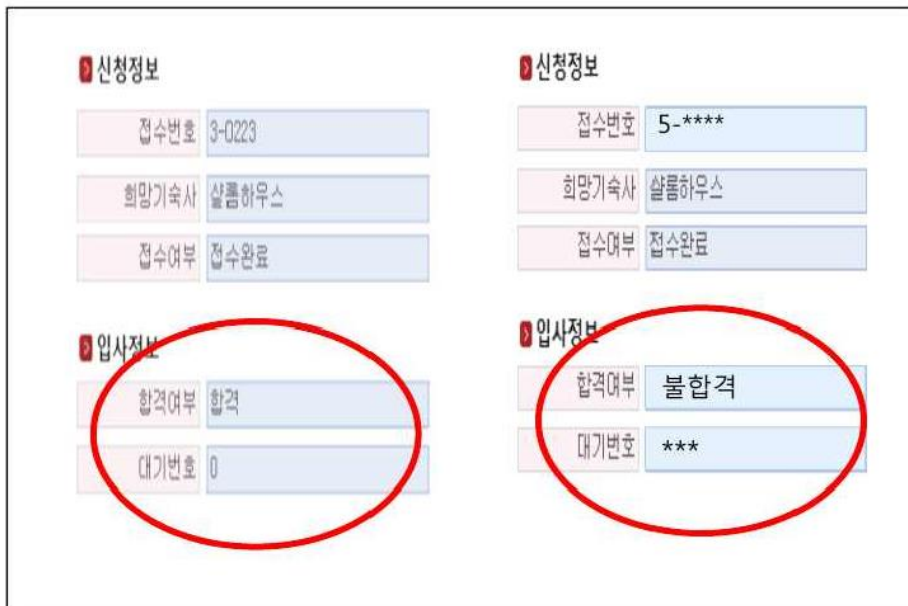 신청정보
접수번호 3-0223
희망기숙사 샬롬하우스
접수여부 접수완료
입사정보
합격여부 합격
대기번호 0
신청정보
접수번호 5-****
희망기숙사 샬롬하우스
접수여부 접수완료
입사정보
합격여부 불합격
대기번호 ***